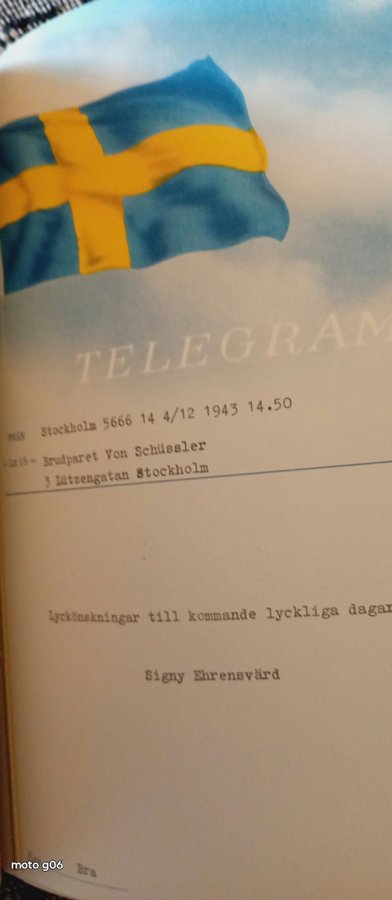 TELEGRAM
Stockholm 5666 14 4/12 1943 14.50
Brudparet Von Schüssler
3 Lützengatan Stockholm
Lyckönskningar till kommande lyckliga dagar
Signy Ehrensvärd
Bra
moto g06